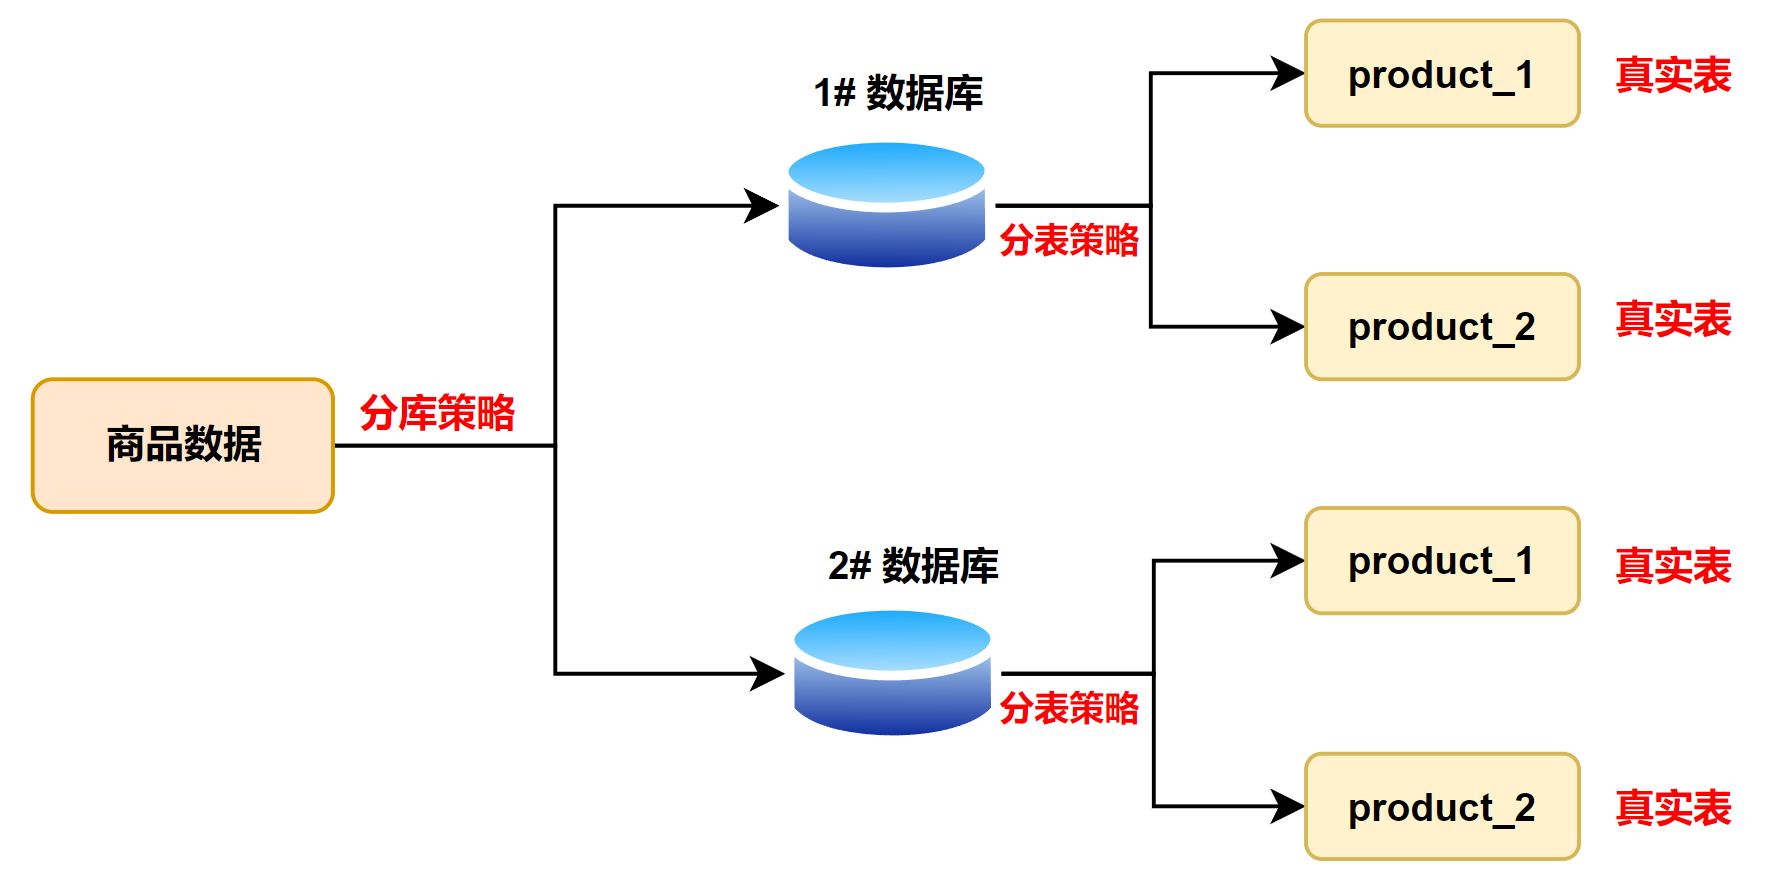 1# 数据库
product_1
真实表
分表策略
product_2
真实表
商品数据
分库策略
2# 数据库
product_1
真实表
分表策略
product_2
真实表